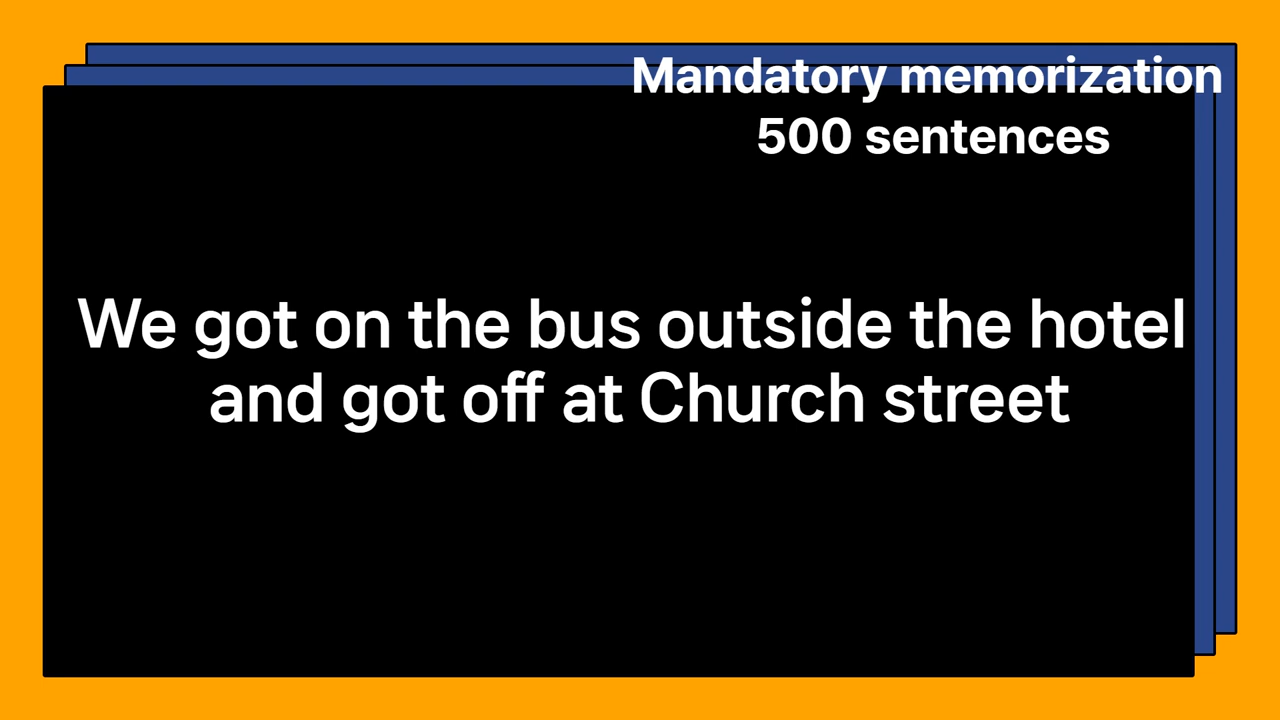 Mandatory memorization
500 sentences
We got on the bus outside the hotel
and got off at Church street